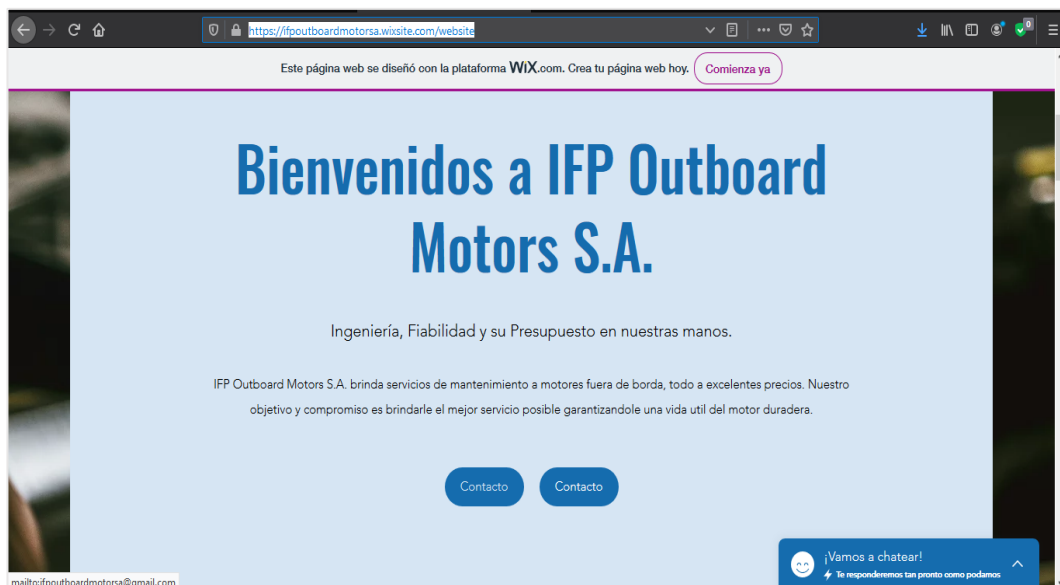 https://ifpoutboardmotorsa.wixsite.com/website
0
Este página web se diseñó con la plataforma WiX.com. Crea tu página web hoy. Comienza ya
Bienvenidos a IFP Outboard
Motors S.A.
Ingeniería, Fiabilidad y su Presupuesto en nuestras manos.
IFP Outboard Motors S.A. brinda servicios de mantenimiento a motores fuera de borda, todo a excelentes precios. Nuestro
objetivo y compromiso es brindarle el mejor servicio posible garantizandole una vida util del motor duradera.
Contacto Contacto
¡Vamos a chatear!
Te responderemos tan pronto como podamos
mailto:ifpoutboardmotorsa@gmail.com